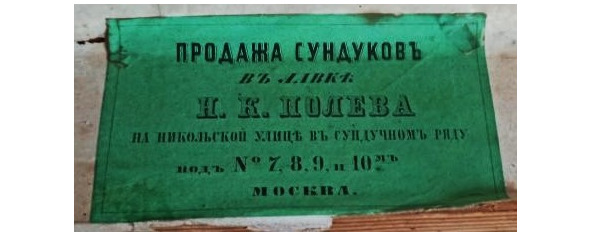 ПРОДАЖА СУНДУКОВЪ
ВЪ ЛАВКѢ
Н. К. ПОЛЕВА
НА НИКОЛЬСКОЙ УЛИЦѢ ВЪ СУНДУЧНОМЪ РЯДУ
подъ № 7, 8, 9, и 10мъ
МОСКВА.